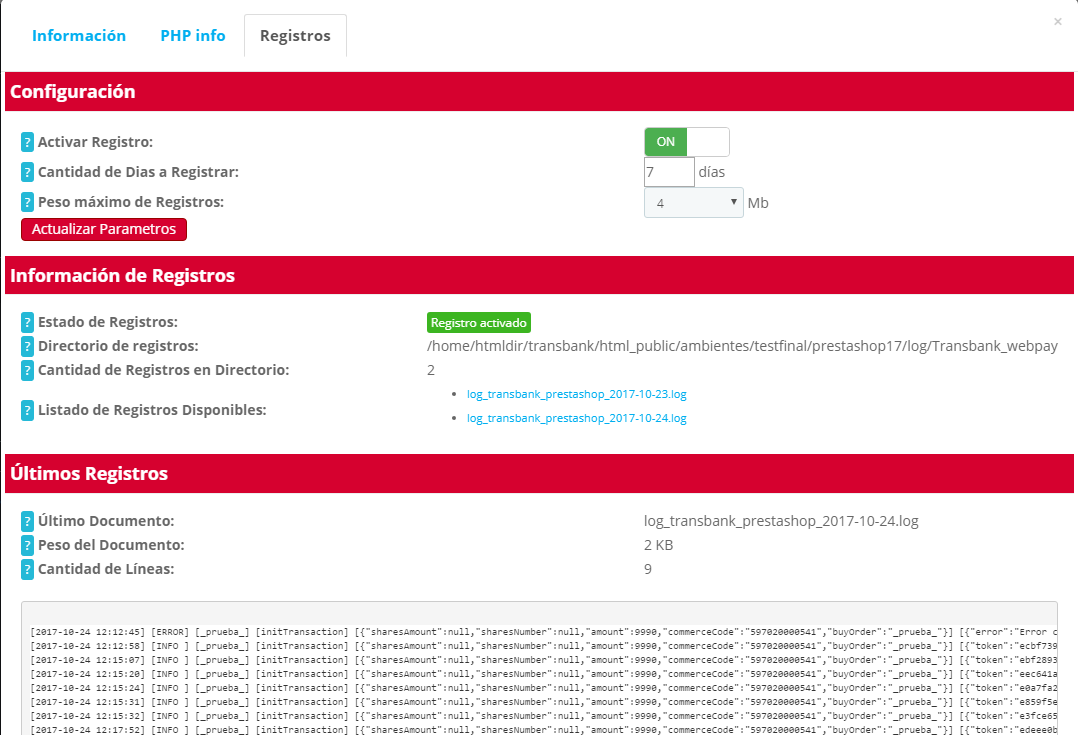 Información PHP info Registros ×
Configuración
? Activar Registro: ON
? Cantidad de Dias a Registrar: 7 días
? Peso máximo de Registros: 4 Mb
Actualizar Parametros
Información de Registros
? Estado de Registros: Registro activado
? Directorio de registros: /home/htmldir/transbank/html_public/ambientes/testfinal/prestashop17/log/Transbank_webpay
? Cantidad de Registros en Directorio: 2
? Listado de Registros Disponibles:
• log_transbank_prestashop_2017-10-23.log
• log_transbank_prestashop_2017-10-24.log
Últimos Registros
? Último Documento: log_transbank_prestashop_2017-10-24.log
? Peso del Documento: 2 KB
? Cantidad de Líneas: 9
[2017-10-24 12:12:45] [ERROR] [_prueba_] [initTransaction] [{"sharesAmount":null,"sharesNumber":null,"amount":9990,"commerceCode":"597020000541","buyOrder":"_prueba_"}] [{"error":"Error c
[2017-10-24 12:12:58] [INFO ] [_prueba_] [initTransaction] [{"sharesAmount":null,"sharesNumber":null,"amount":9990,"commerceCode":"597020000541","buyOrder":"_prueba_"}] [{"token":"ecbf739
[2017-10-24 12:15:07] [INFO ] [_prueba_] [initTransaction] [{"sharesAmount":null,"sharesNumber":null,"amount":9990,"commerceCode":"597020000541","buyOrder":"_prueba_"}] [{"token":"ebf2893
[2017-10-24 12:15:20] [INFO ] [_prueba_] [initTransaction] [{"sharesAmount":null,"sharesNumber":null,"amount":9990,"commerceCode":"597020000541","buyOrder":"_prueba_"}] [{"token":"eec641a
[2017-10-24 12:15:24] [INFO ] [_prueba_] [initTransaction] [{"sharesAmount":null,"sharesNumber":null,"amount":9990,"commerceCode":"597020000541","buyOrder":"_prueba_"}] [{"token":"e0a7fa2
[2017-10-24 12:15:31] [INFO ] [_prueba_] [initTransaction] [{"sharesAmount":null,"sharesNumber":null,"amount":9990,"commerceCode":"597020000541","buyOrder":"_prueba_"}] [{"token":"e859f5e
[2017-10-24 12:15:32] [INFO ] [_prueba_] [initTransaction] [{"sharesAmount":null,"sharesNumber":null,"amount":9990,"commerceCode":"597020000541","buyOrder":"_prueba_"}] [{"token":"e3fce65
[2017-10-24 12:17:52] [INFO ] [_prueba_] [initTransaction] [{"sharesAmount":null,"sharesNumber":null,"amount":9990,"commerceCode":"597020000541","buyOrder":"_prueba_"}] [{"token":"edeee0b